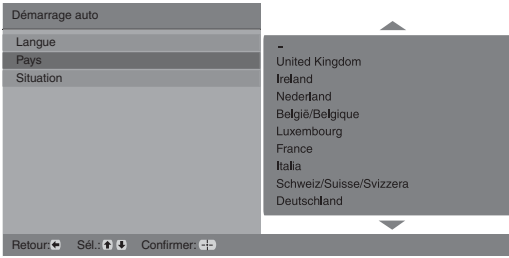 Démarrage auto
Langue
Pays
Situation
-
United Kingdom
Ireland
Nederland
België/Belgique
Luxembourg
France
Italia
Schweiz/Suisse/Svizzera
Deutschland
Retour: Sél.: Confirmer: